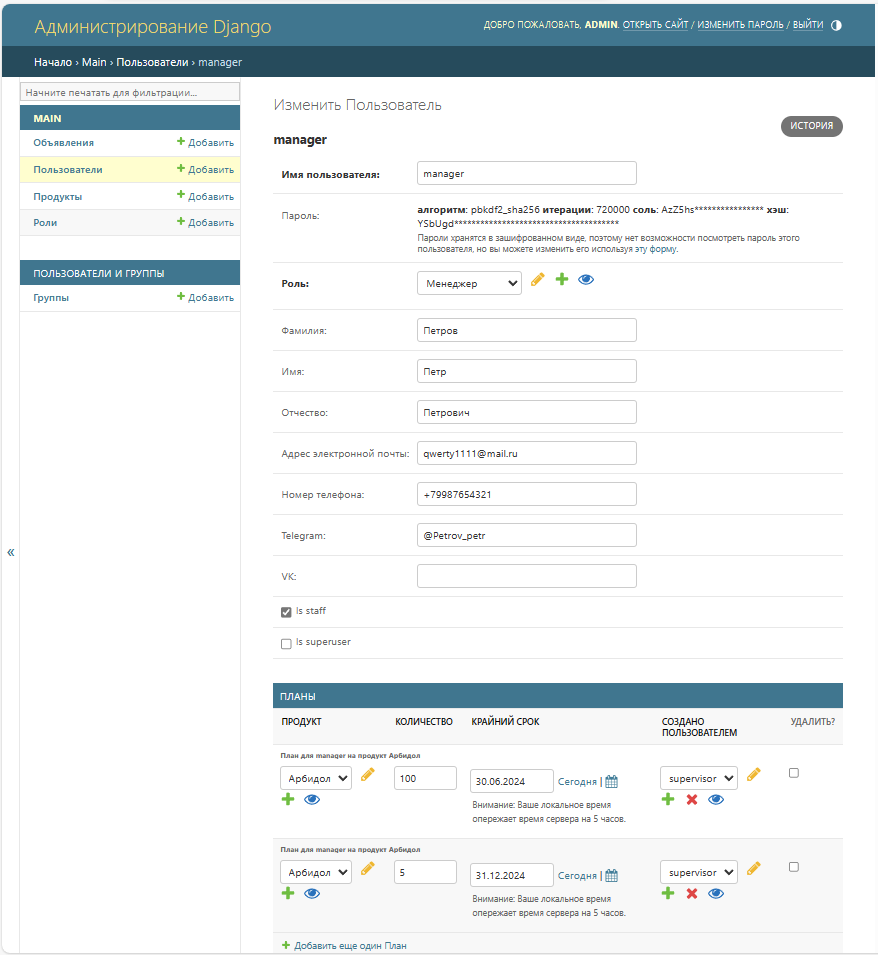 Администрирование Django
ДОБРО ПОЖАЛОВАТЬ, ADMIN. ОТКРЫТЬ САЙТ / ИЗМЕНИТЬ ПАРОЛЬ / ВЫЙТИ
Начало › Main › Пользователи › manager
Начните печатать для фильтрации...
MAIN
Объявления + Добавить
Пользователи + Добавить
Продукты + Добавить
Роли + Добавить
ПОЛЬЗОВАТЕЛИ И ГРУППЫ
Группы + Добавить
«
Изменить Пользователь
ИСТОРИЯ
manager
Имя пользователя: manager
Пароль: алгоритм: pbkdf2_sha256 итерации: 720000 соль: AzZ5hs**************** хэш:
YSbUgd**************************************
Пароли хранятся в зашифрованном виде, поэтому нет возможности посмотреть пароль этого
пользователя, но вы можете изменить его используя эту форму.
Роль: Менеджер
Фамилия: Петров
Имя: Петр
Отчество: Петрович
Адрес электронной почты: qwerty1111@mail.ru
Номер телефона: +79987654321
Telegram: @Petrov_petr
VK:
Is staff
Is superuser
ПЛАНЫ
ПРОДУКТ КОЛИЧЕСТВО КРАЙНИЙ СРОК СОЗДАНО ПОЛЬЗОВАТЕЛЕМ УДАЛИТЬ?
План для manager на продукт Арбидол
Арбидол 100 30.06.2024 Сегодня | supervisor
Внимание: Ваше локальное время
опережает время сервера на 5 часов.
План для manager на продукт Арбидол
Арбидол 5 31.12.2024 Сегодня | supervisor
Внимание: Ваше локальное время
опережает время сервера на 5 часов.
+ Добавить еще один План